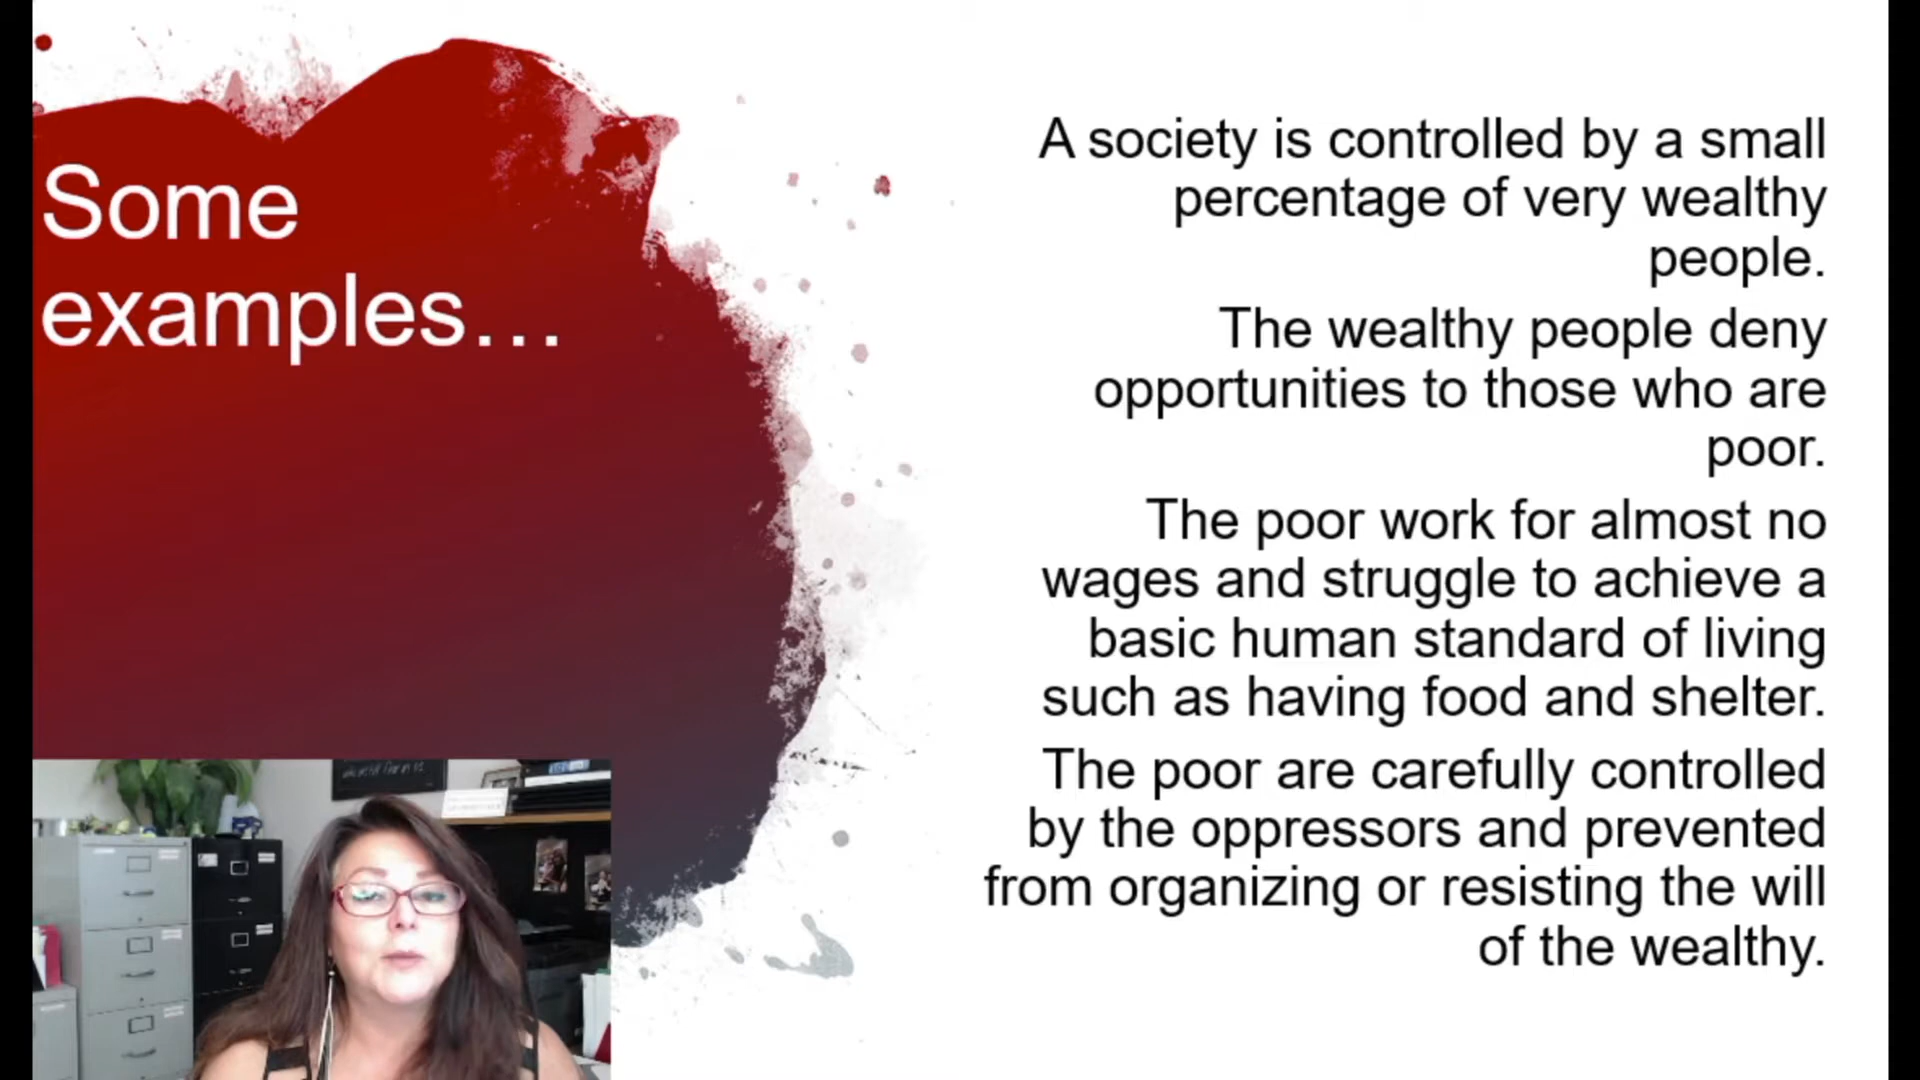 Some
examples…
A society is controlled by a small
percentage of very wealthy
people.
The wealthy people deny
opportunities to those who are
poor.
The poor work for almost no
wages and struggle to achieve a
basic human standard of living
such as having food and shelter.
The poor are carefully controlled
by the oppressors and prevented
from organizing or resisting the will
of the wealthy.